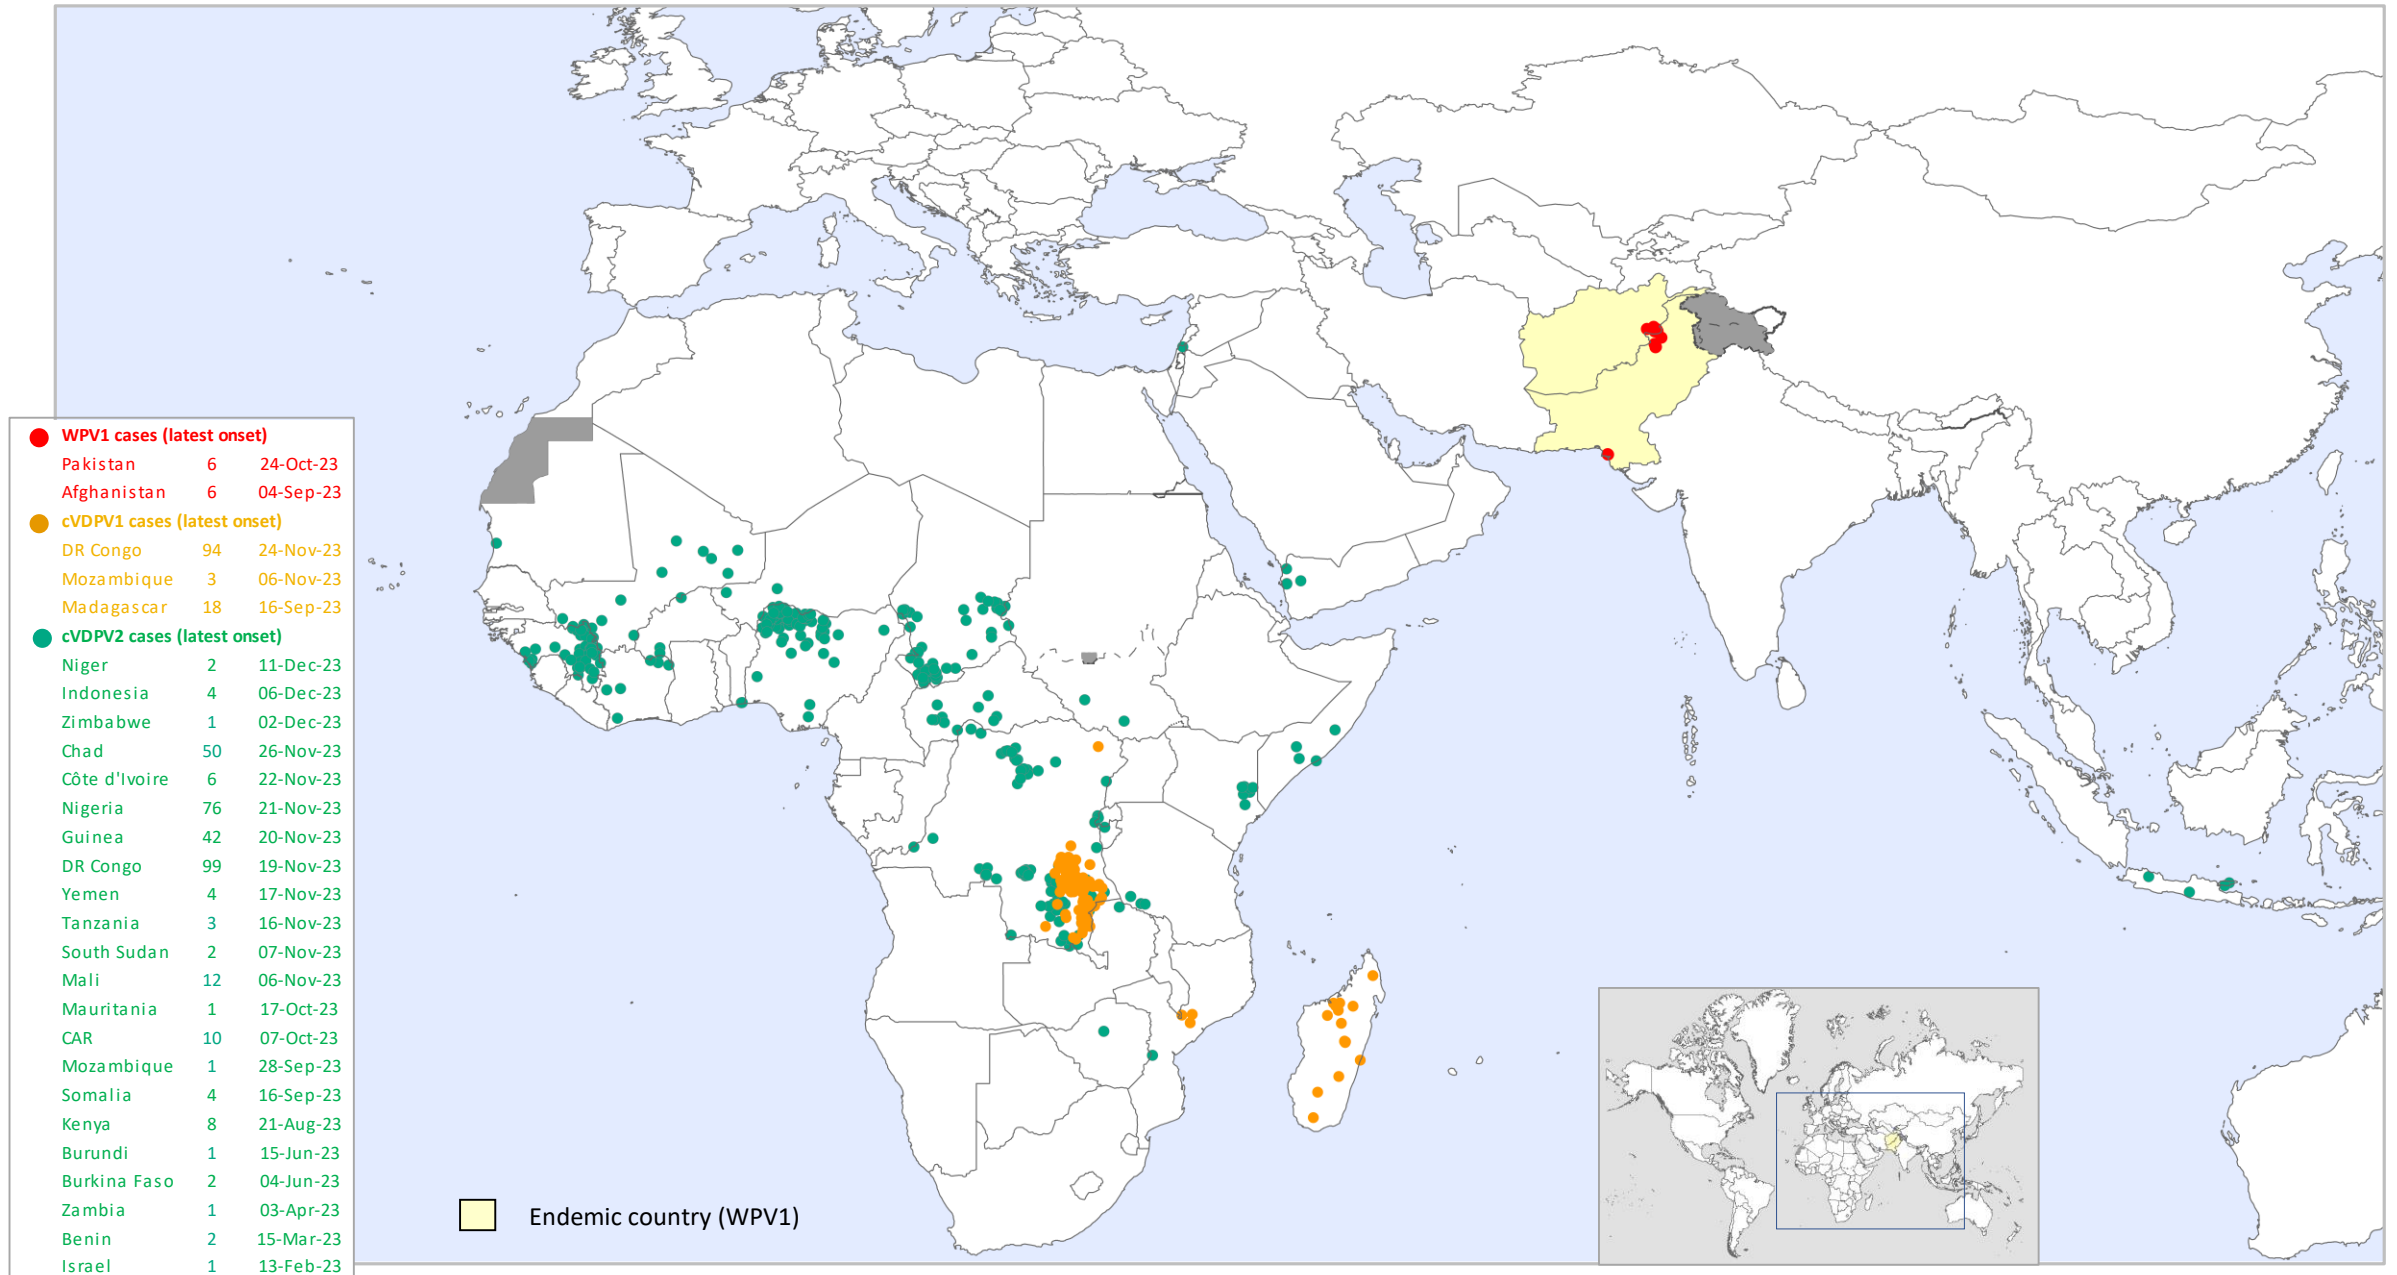 WPV1 cases (latest onset)
Pakistan 6 24-Oct-23
Afghanistan 6 04-Sep-23
cVDPV1 cases (latest onset)
DR Congo 94 24-Nov-23
Mozambique 3 06-Nov-23
Madagascar 18 16-Sep-23
cVDPV2 cases (latest onset)
Niger 2 11-Dec-23
Indonesia 4 06-Dec-23
Zimbabwe 1 02-Dec-23
Chad 50 26-Nov-23
Côte d'Ivoire 6 22-Nov-23
Nigeria 76 21-Nov-23
Guinea 42 20-Nov-23
DR Congo 99 19-Nov-23
Yemen 4 17-Nov-23
Tanzania 3 16-Nov-23
South Sudan 2 07-Nov-23
Mali 12 06-Nov-23
Mauritania 1 17-Oct-23
CAR 10 07-Oct-23
Mozambique 1 28-Sep-23
Somalia 4 16-Sep-23
Kenya 8 21-Aug-23
Burundi 1 15-Jun-23
Burkina Faso 2 04-Jun-23
Zambia 1 03-Apr-23
Benin 2 15-Mar-23
Israel 1 13-Feb-23
Endemic country (WPV1)